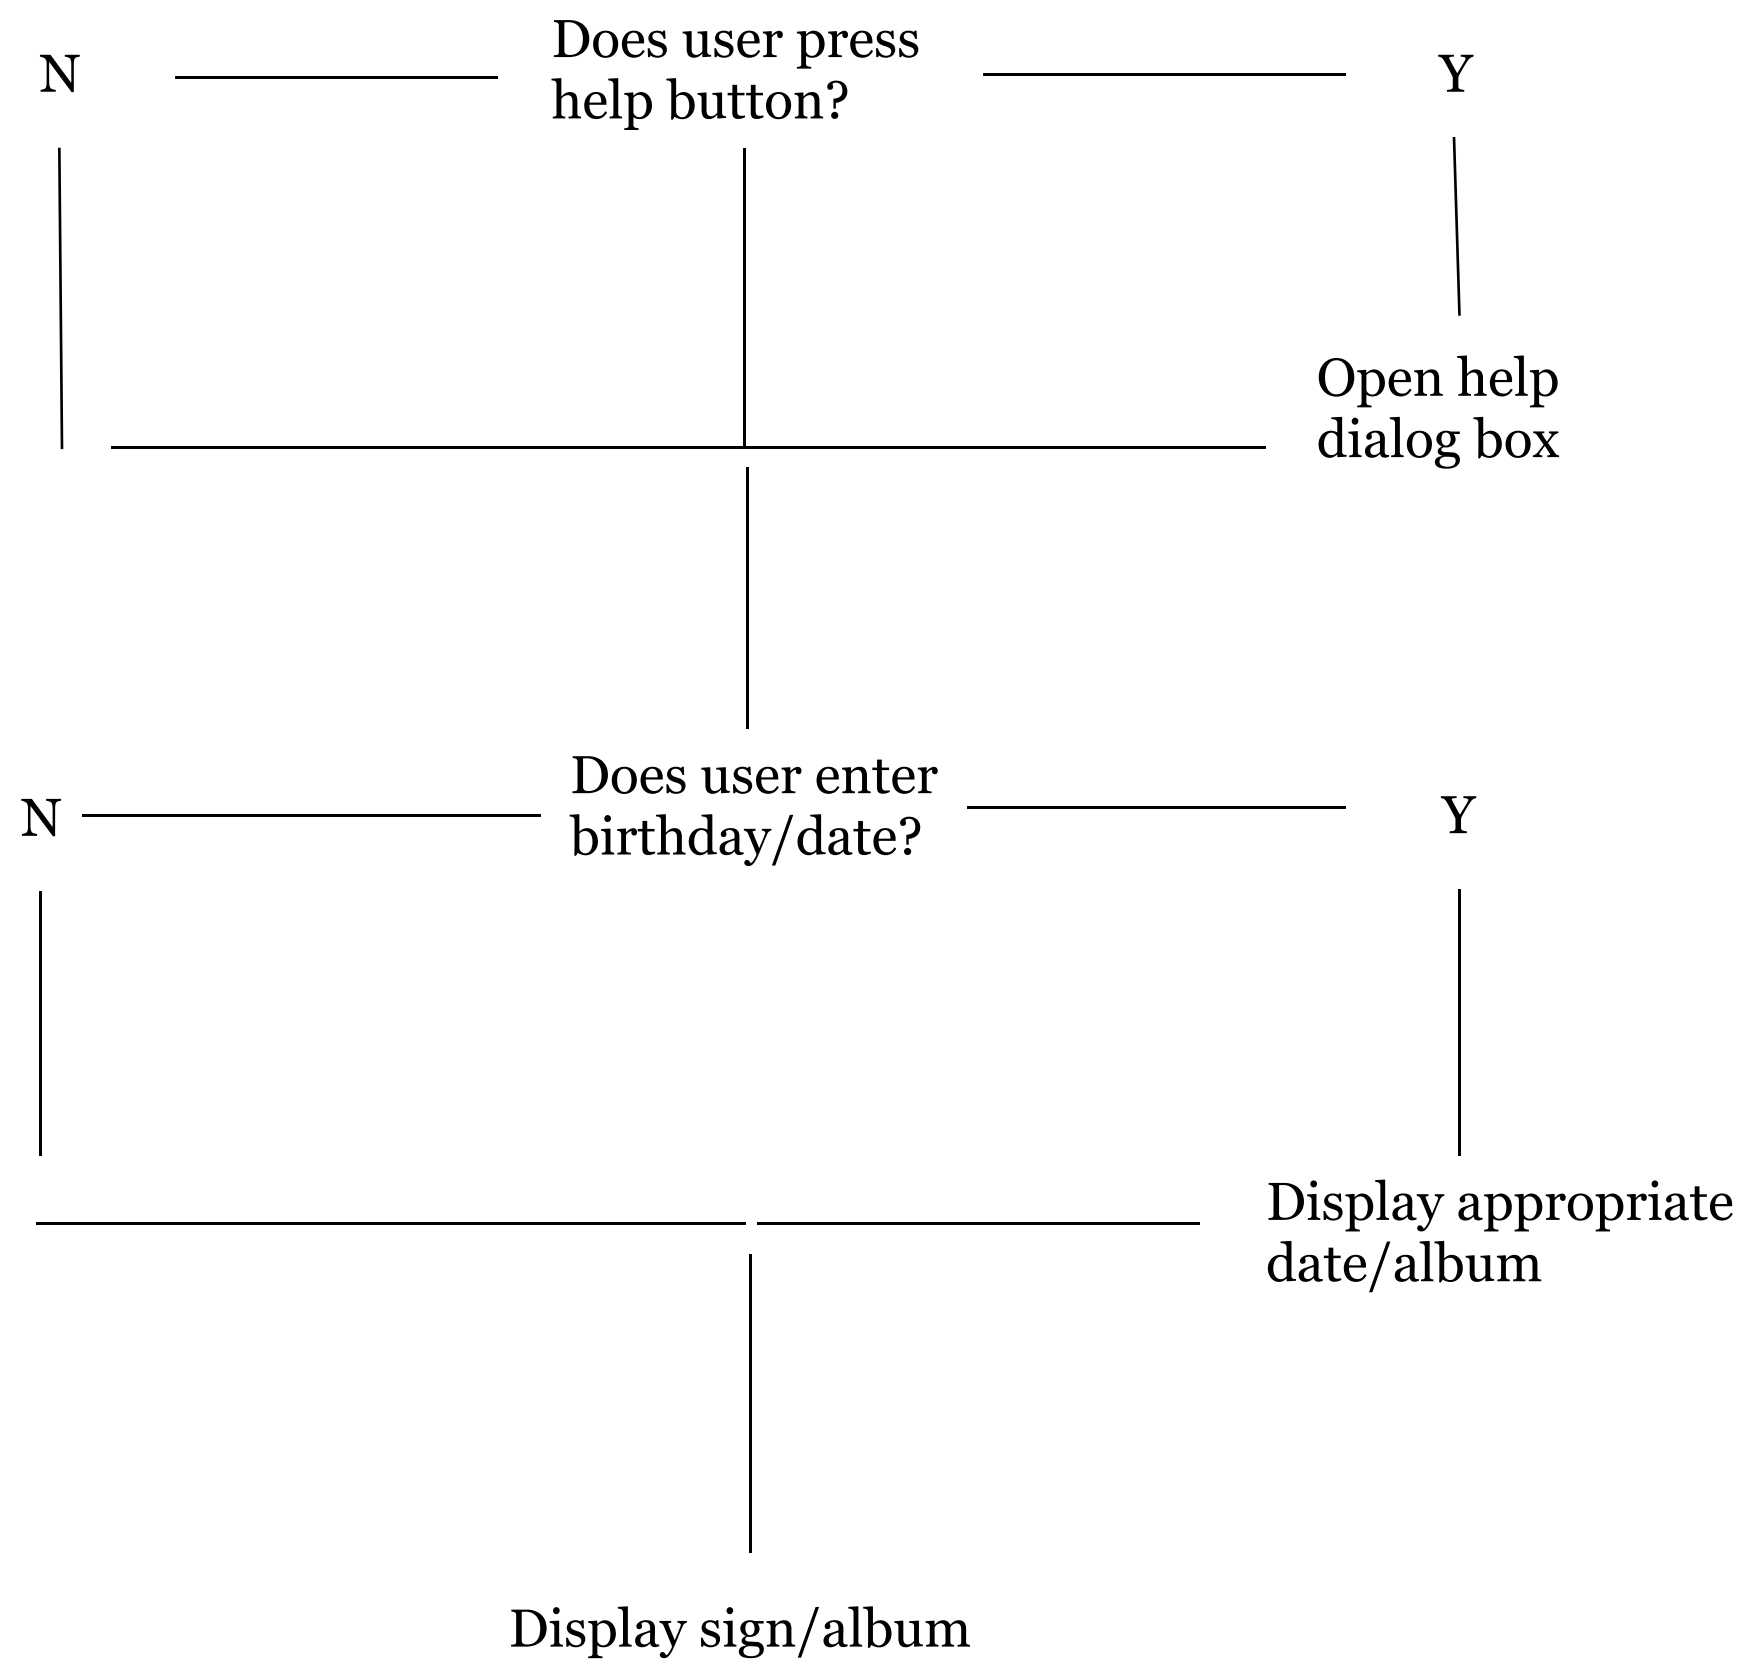 N
Does user press
help button?
Y
Open help
dialog box
N
Does user enter
birthday/date?
Y
Display appropriate
date/album
Display sign/album